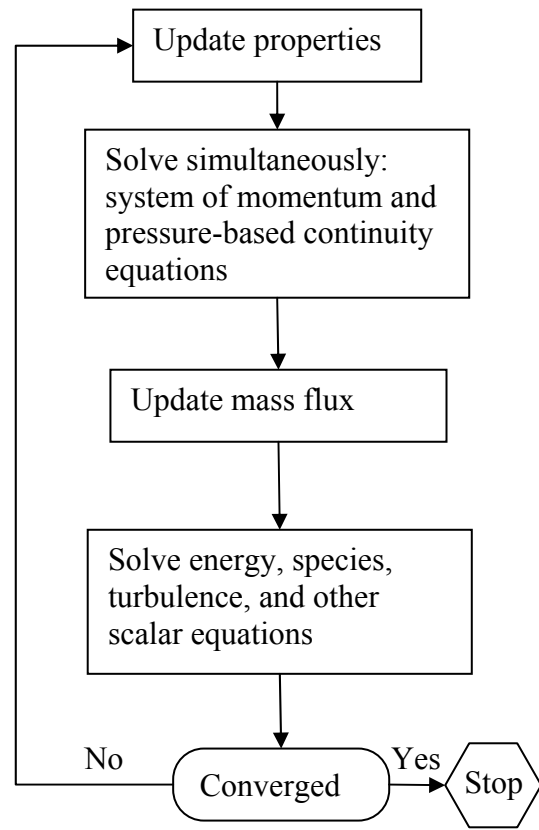 Update properties
Solve simultaneously:
system of momentum and
pressure-based continuity
equations
Update mass flux
Solve energy, species,
turbulence, and other
scalar equations
No
Converged
Yes
Stop